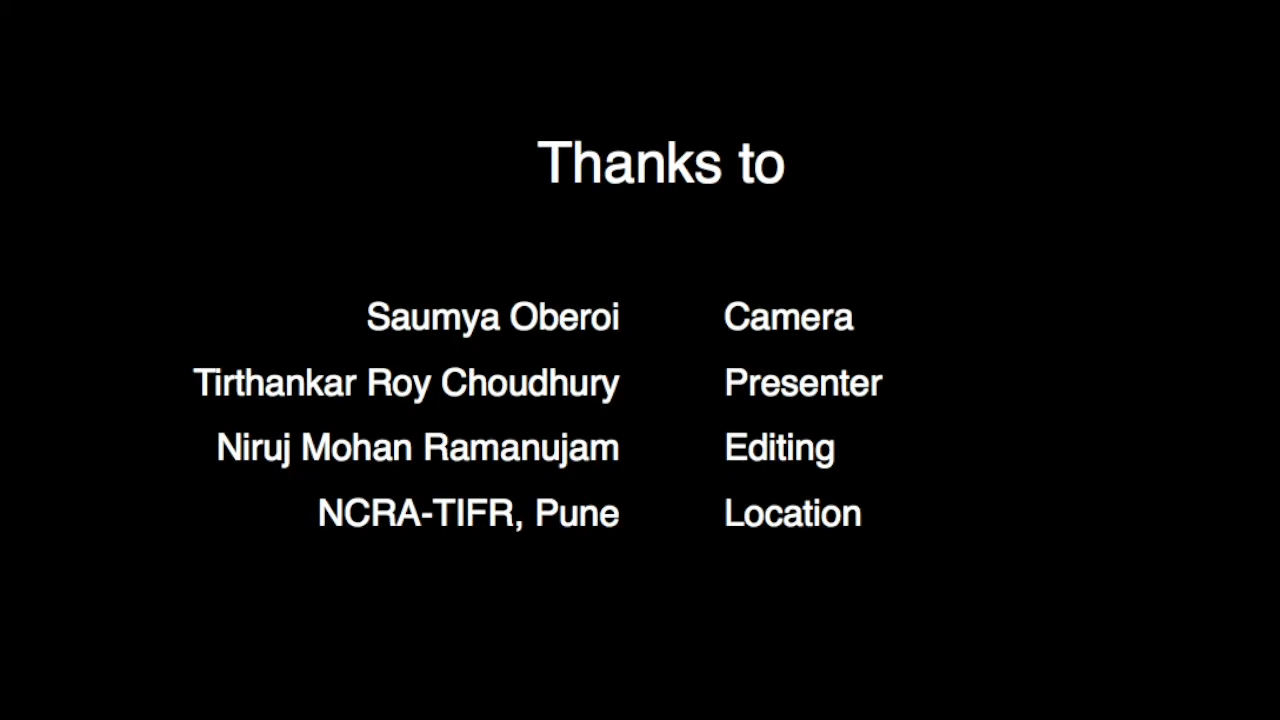 Thanks to
Saumya Oberoi Camera
Tirthankar Roy Choudhury Presenter
Niruj Mohan Ramanujam Editing
NCRA-TIFR, Pune Location